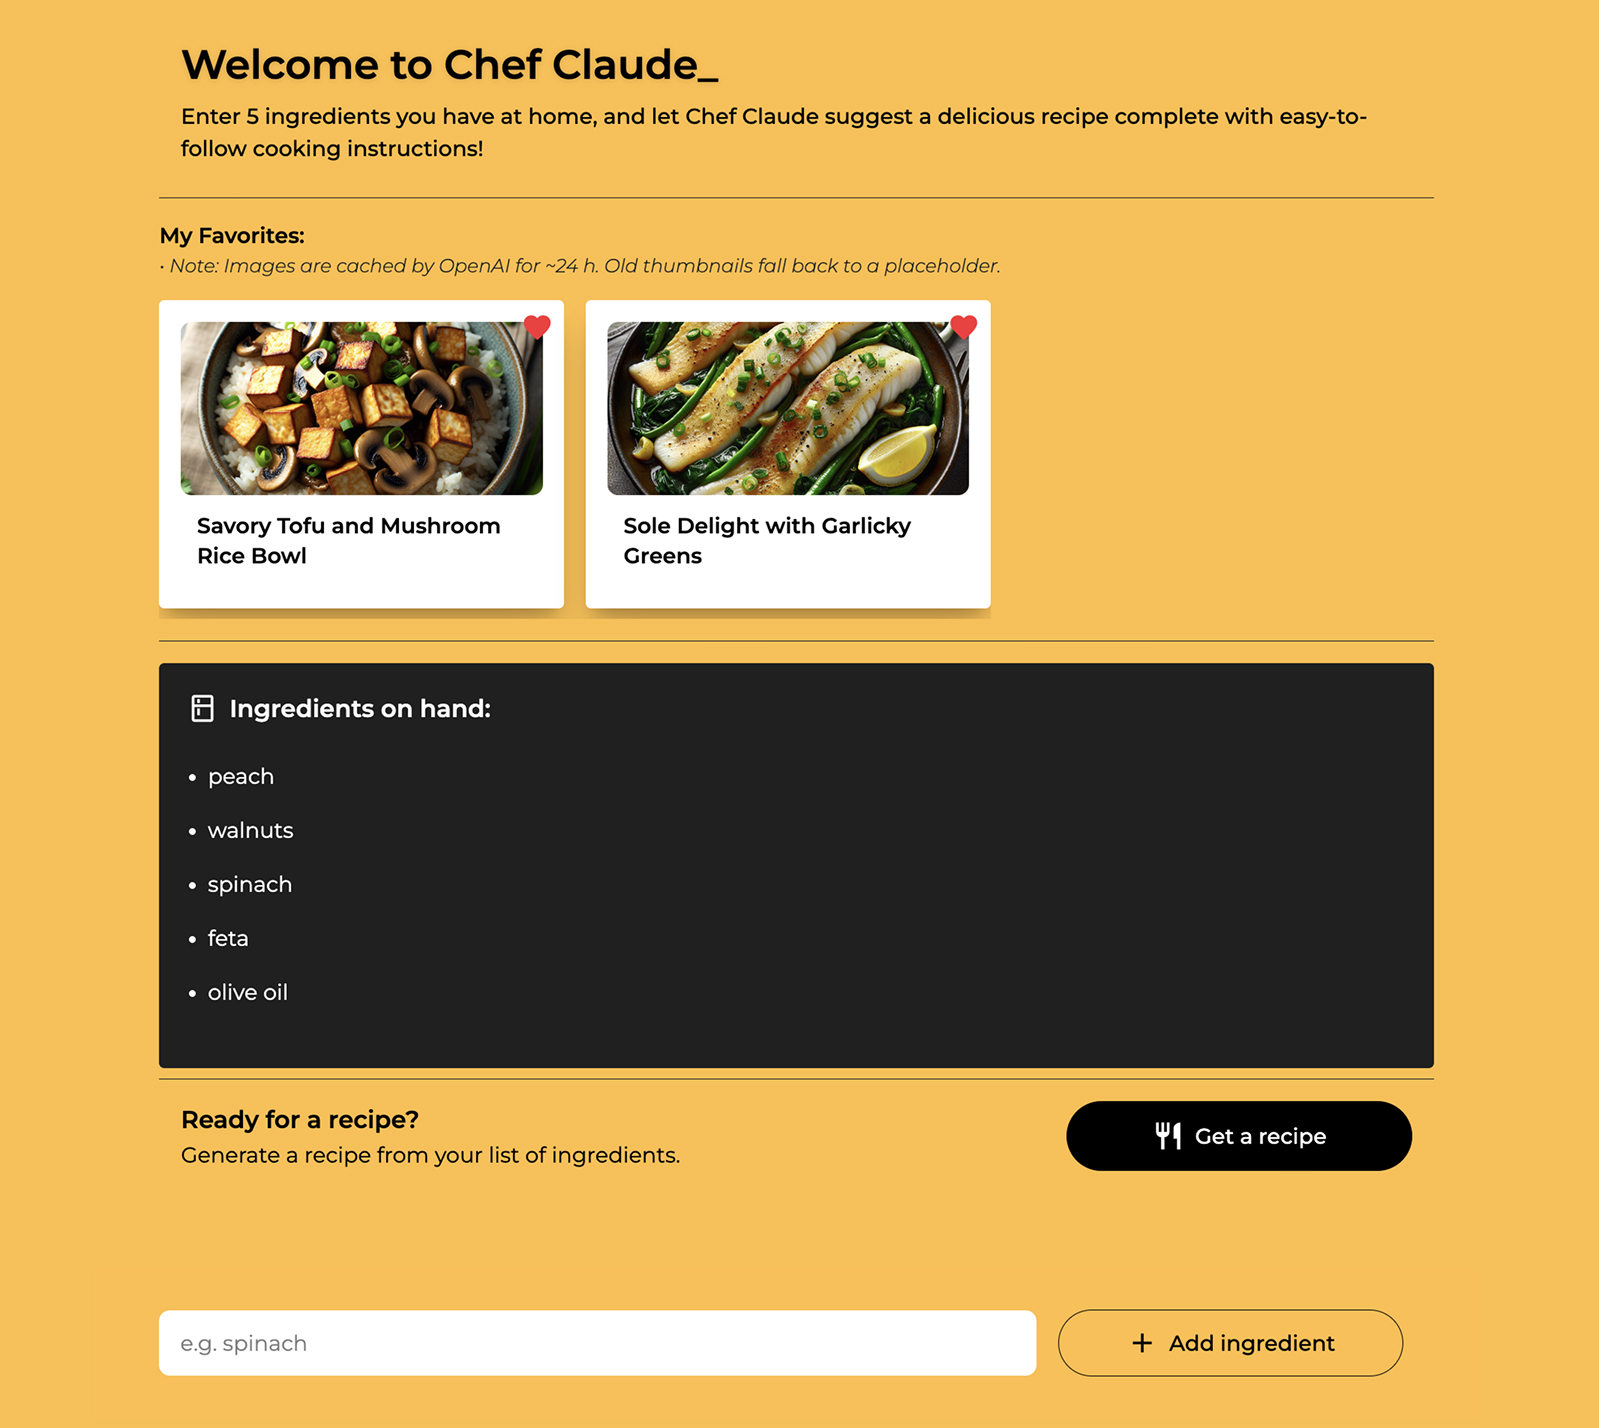 Welcome to Chef Claude_
Enter 5 ingredients you have at home, and let Chef Claude suggest a delicious recipe complete with easy-to-
follow cooking instructions!
My Favorites:
• Note: Images are cached by OpenAI for ~24 h. Old thumbnails fall back to a placeholder.
Savory Tofu and Mushroom
Rice Bowl
Sole Delight with Garlicky
Greens
Ingredients on hand:
• peach
• walnuts
• spinach
• feta
• olive oil
Ready for a recipe?
Generate a recipe from your list of ingredients.
Get a recipe
e.g. spinach
+ Add ingredient